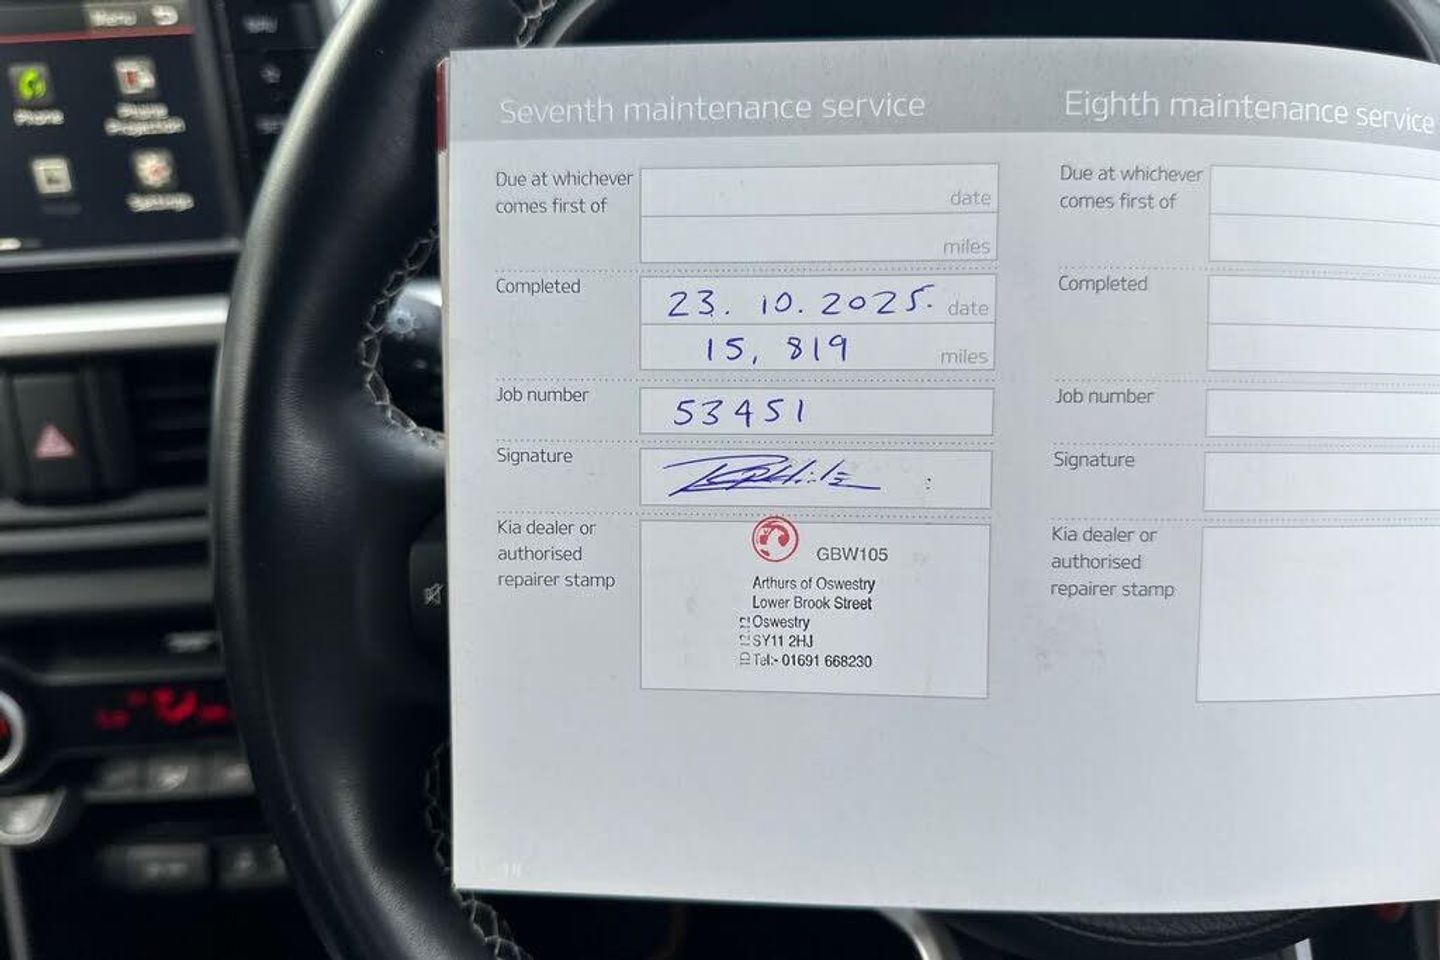 Menu
Phone
Phone
Projection
Settings
Seventh maintenance service
Due at whichever
comes first of
date
miles
Completed
23. 10. 2025. date
15, 819 miles
Job number
53451
Signature
Kia dealer or
authorised
repairer stamp
GBW105
Arthurs of Oswestry
Lower Brook Street
Oswestry
SY11 2HJ
Tel:- 01691 668230
Eighth maintenance service
Due at whichever
comes first of
Completed
Job number
Signature
Kia dealer or
authorised
repairer stamp